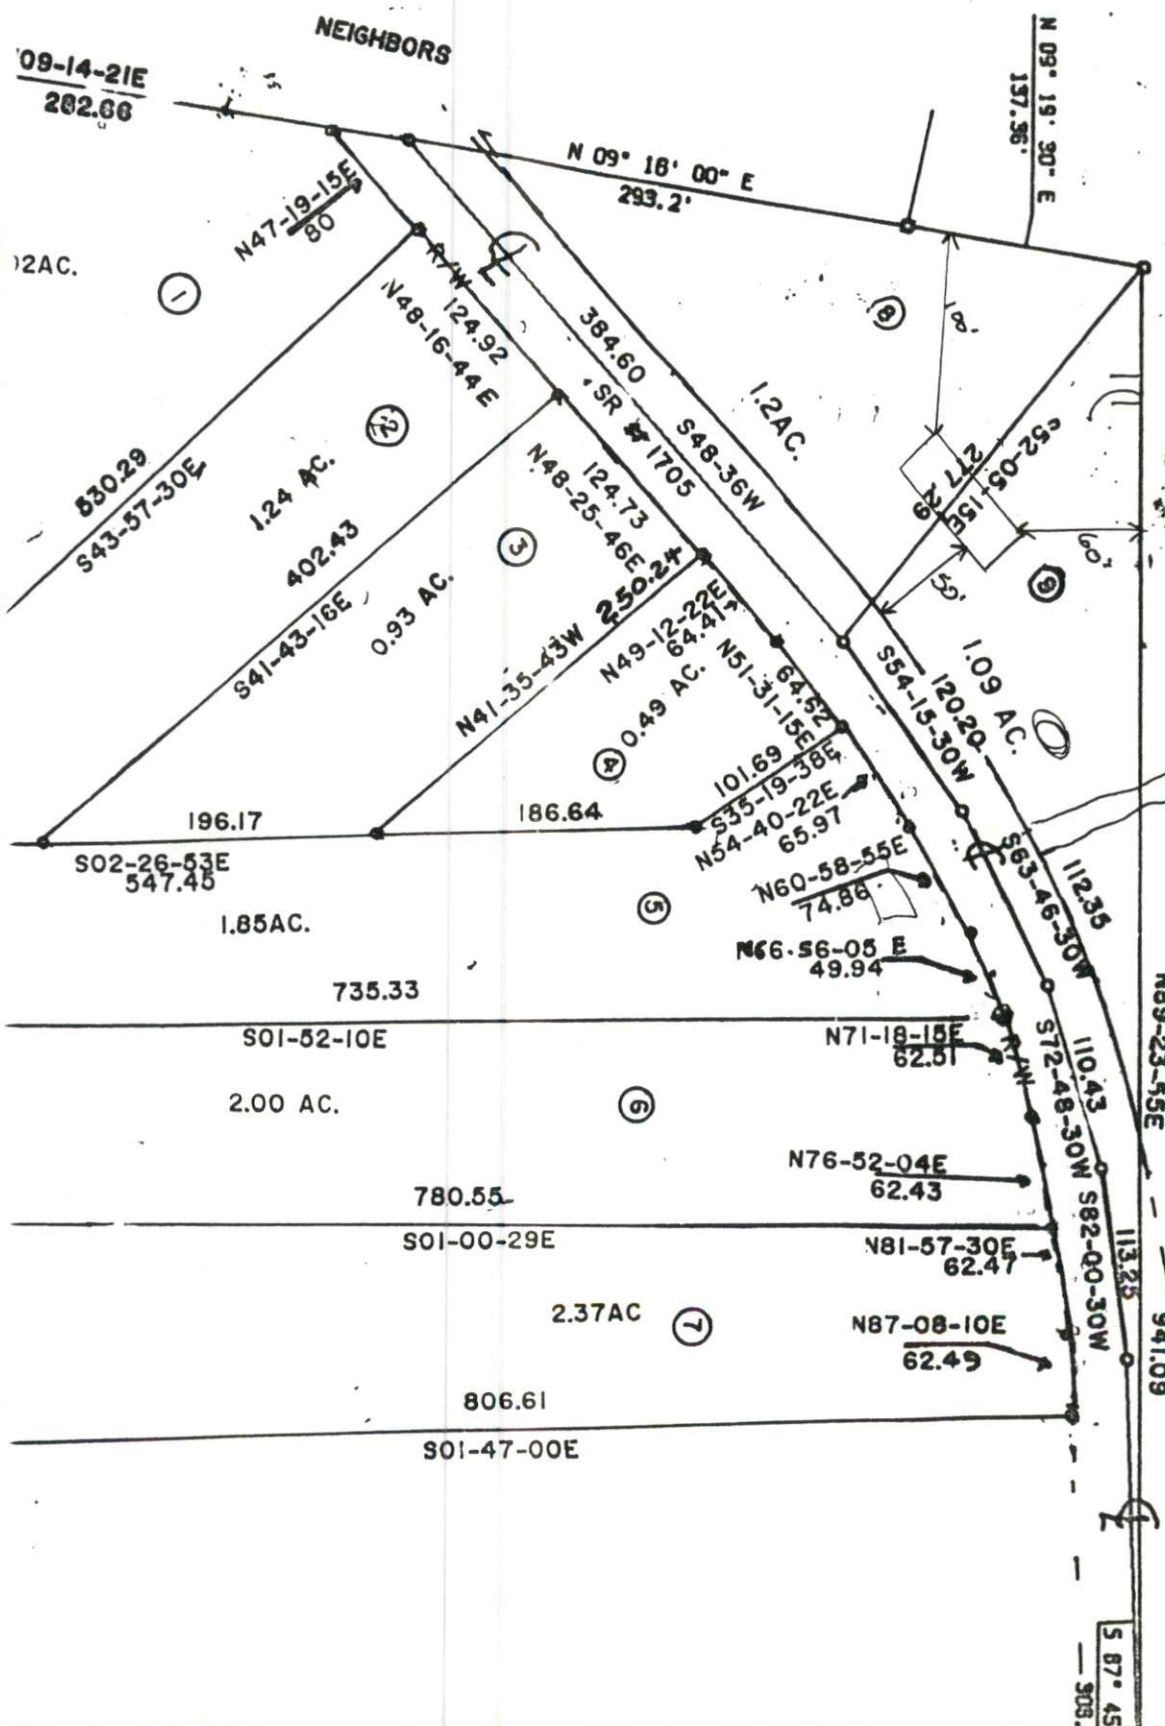 NEIGHBORS
09-14-21E
282.66
N 09° 19' 30" E
137.36'
N 09° 16' 00" E
293.2'
N47-19-15E
80
)2AC.
1
R/W
124.92
N48-16-44E
384.60
SR # 1705
S48-36W
1.2AC.
8
100'
S52-05-15E
277.29
60'
50'
9
530.29
S43-57-30E
2
1.24 AC.
402.43
S41-43-16E
3
0.93 AC.
124.73
N48-25-46E
250.24
N41-35-43W
N49-12-22E
64.41
N51-31-15E
64.52
4
0.49 AC.
101.69
S35-19-38E
N54-40-22E
65.97
S54-15-30W
120.20
1.09 AC.
196.17
186.64
S02-26-53E
547.45
1.85AC.
5
N60-58-55E
74.86
S63-46-30W
112.35
N66-56-05 E
49.94
735.33
S01-52-10E
N71-18-15E
62.51
R/W
S72-48-30W
110.43
N89-23-55E
941.09
2.00 AC.
6
N76-52-04E
62.43
780.55
S01-00-29E
N81-57-30E
62.47
S82-00-30W
113.25
2.37AC
7
N87-08-10E
62.49
806.61
S01-47-00E
S 87° 45
303.